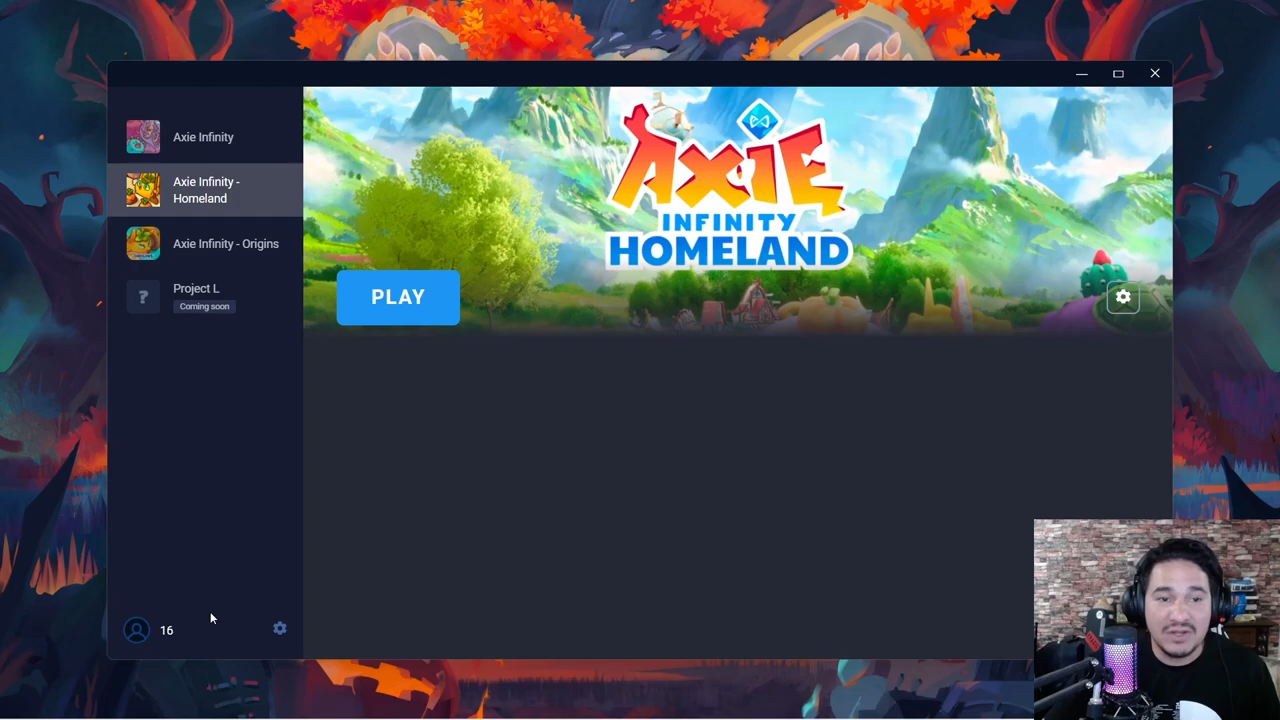 Axie Infinity
Axie Infinity -
Homeland
Axie Infinity - Origins
?
Project L
Coming soon
16
AXIE
INFINITY
HOMELAND
PLAY